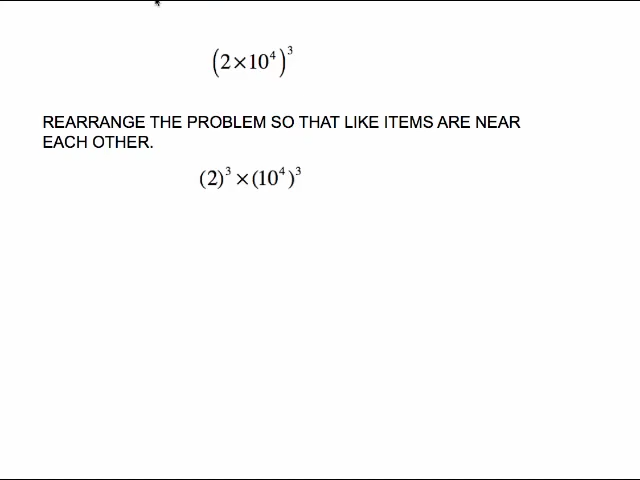 (2×10⁴)³
REARRANGE THE PROBLEM SO THAT LIKE ITEMS ARE NEAR
EACH OTHER.
(2)³×(10⁴)³